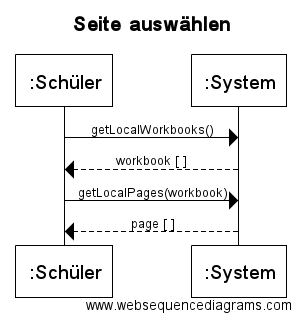 Seite auswählen
:Schüler
:System
getLocalWorkbooks()
workbook [ ]
getLocalPages(workbook)
page [ ]
:Schüler
:System
www.websequencediagrams.com